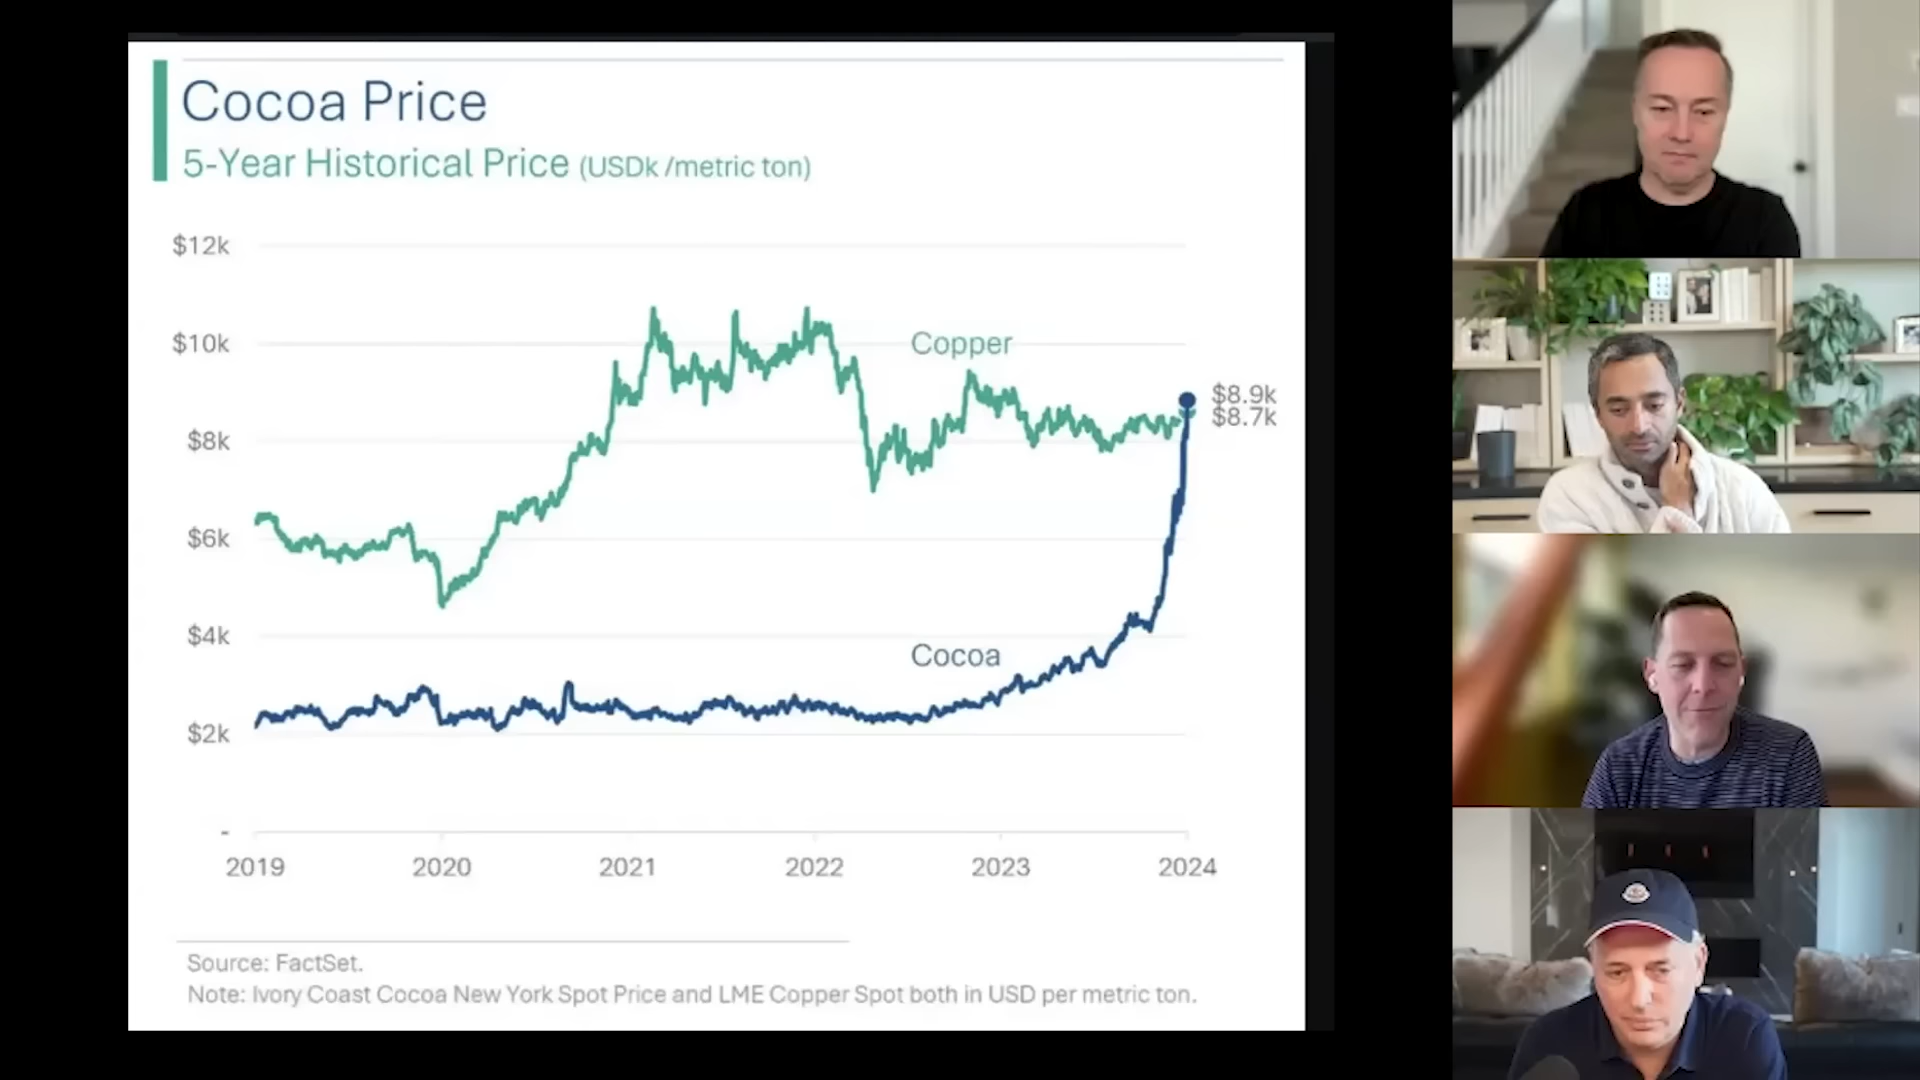 Cocoa Price
5-Year Historical Price (USDk /metric ton)
$12k
$10k
$8k
$6k
$4k
$2k
-
Copper
Cocoa
$8.9k
$8.7k
2019 2020 2021 2022 2023 2024
Source: FactSet.
Note: Ivory Coast Cocoa New York Spot Price and LME Copper Spot both in USD per metric ton.